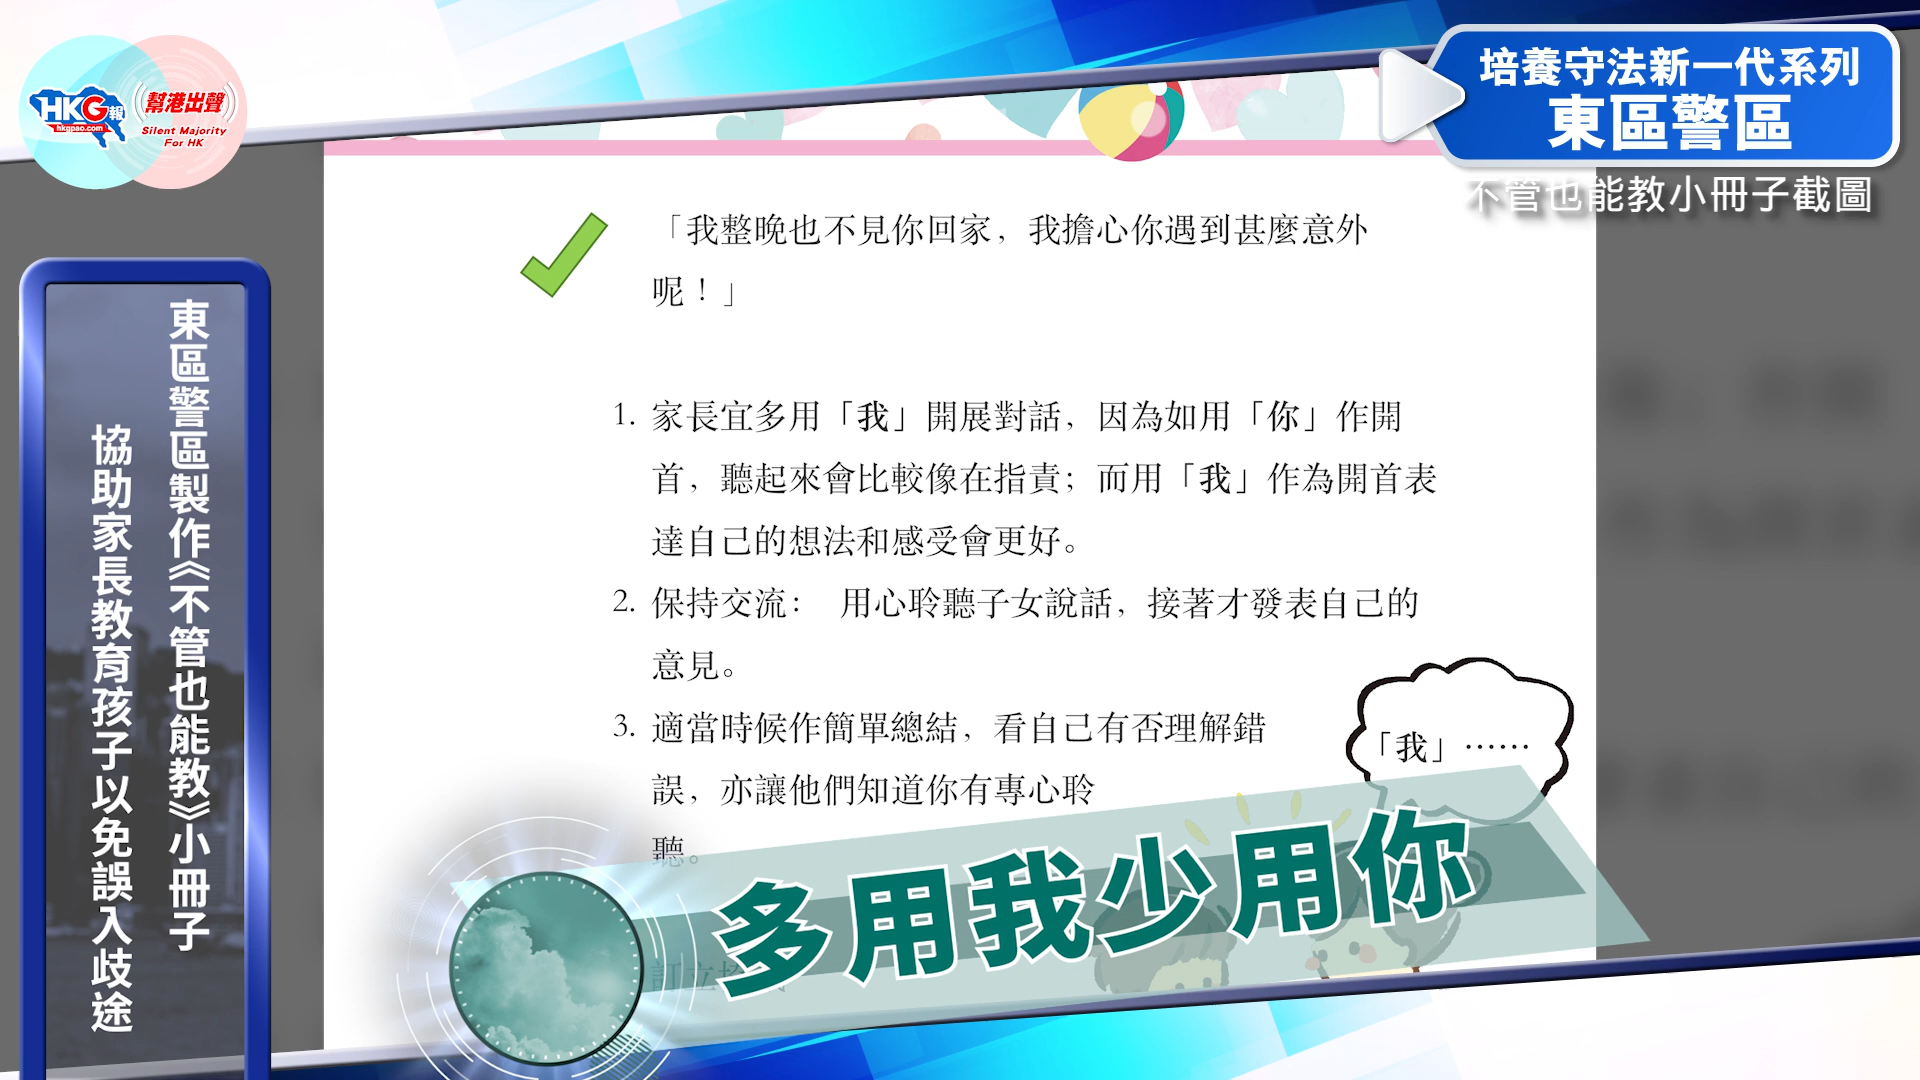 HKG報
hkgpao.com
幫港出聲
Silent Majority
For HK
培養守法新一代系列
東區警區
不管也能教小冊子截圖
東區警區製作《不管也能教》小冊子
協助家長教育孩子以免誤入歧途
「我整晚也不見你回家，我擔心你遇到甚麼意外
呢！」
1. 家長宜多用「我」開展對話，因為如用「你」作開
首，聽起來會比較像在指責；而用「我」作為開首表
達自己的想法和感受會更好。
2. 保持交流： 用心聆聽子女說話，接著才發表自己的
意見。
3. 適當時候作簡單總結，看自己有否理解錯
誤，亦讓他們知道你有專心聆
聽。
「我」……
訂立
多用我少用你